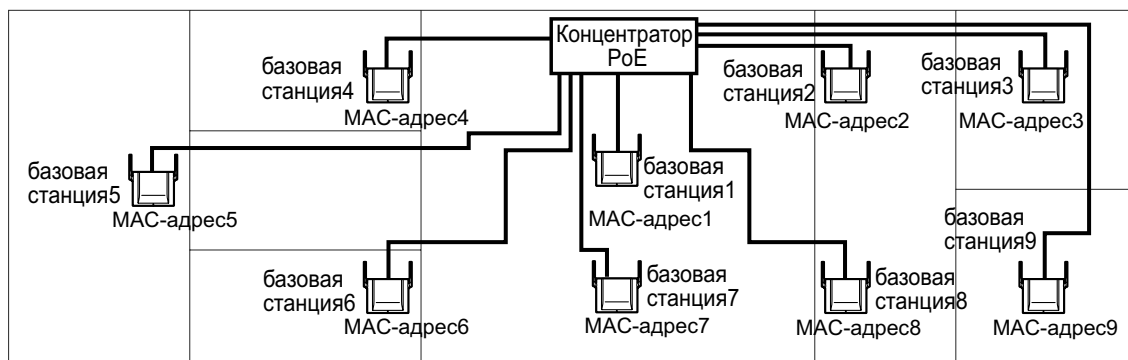 Концентратор
PoE
базовая
станция4
MAC-адрес4
базовая
станция2
MAC-адрес2
базовая
станция3
MAC-адрес3
базовая
станция5
MAC-адрес5
базовая
станция1
MAC-адрес1
базовая
станция9
MAC-адрес9
базовая
станция6
MAC-адрес6
базовая
станция7
MAC-адрес7
базовая
станция8
MAC-адрес8